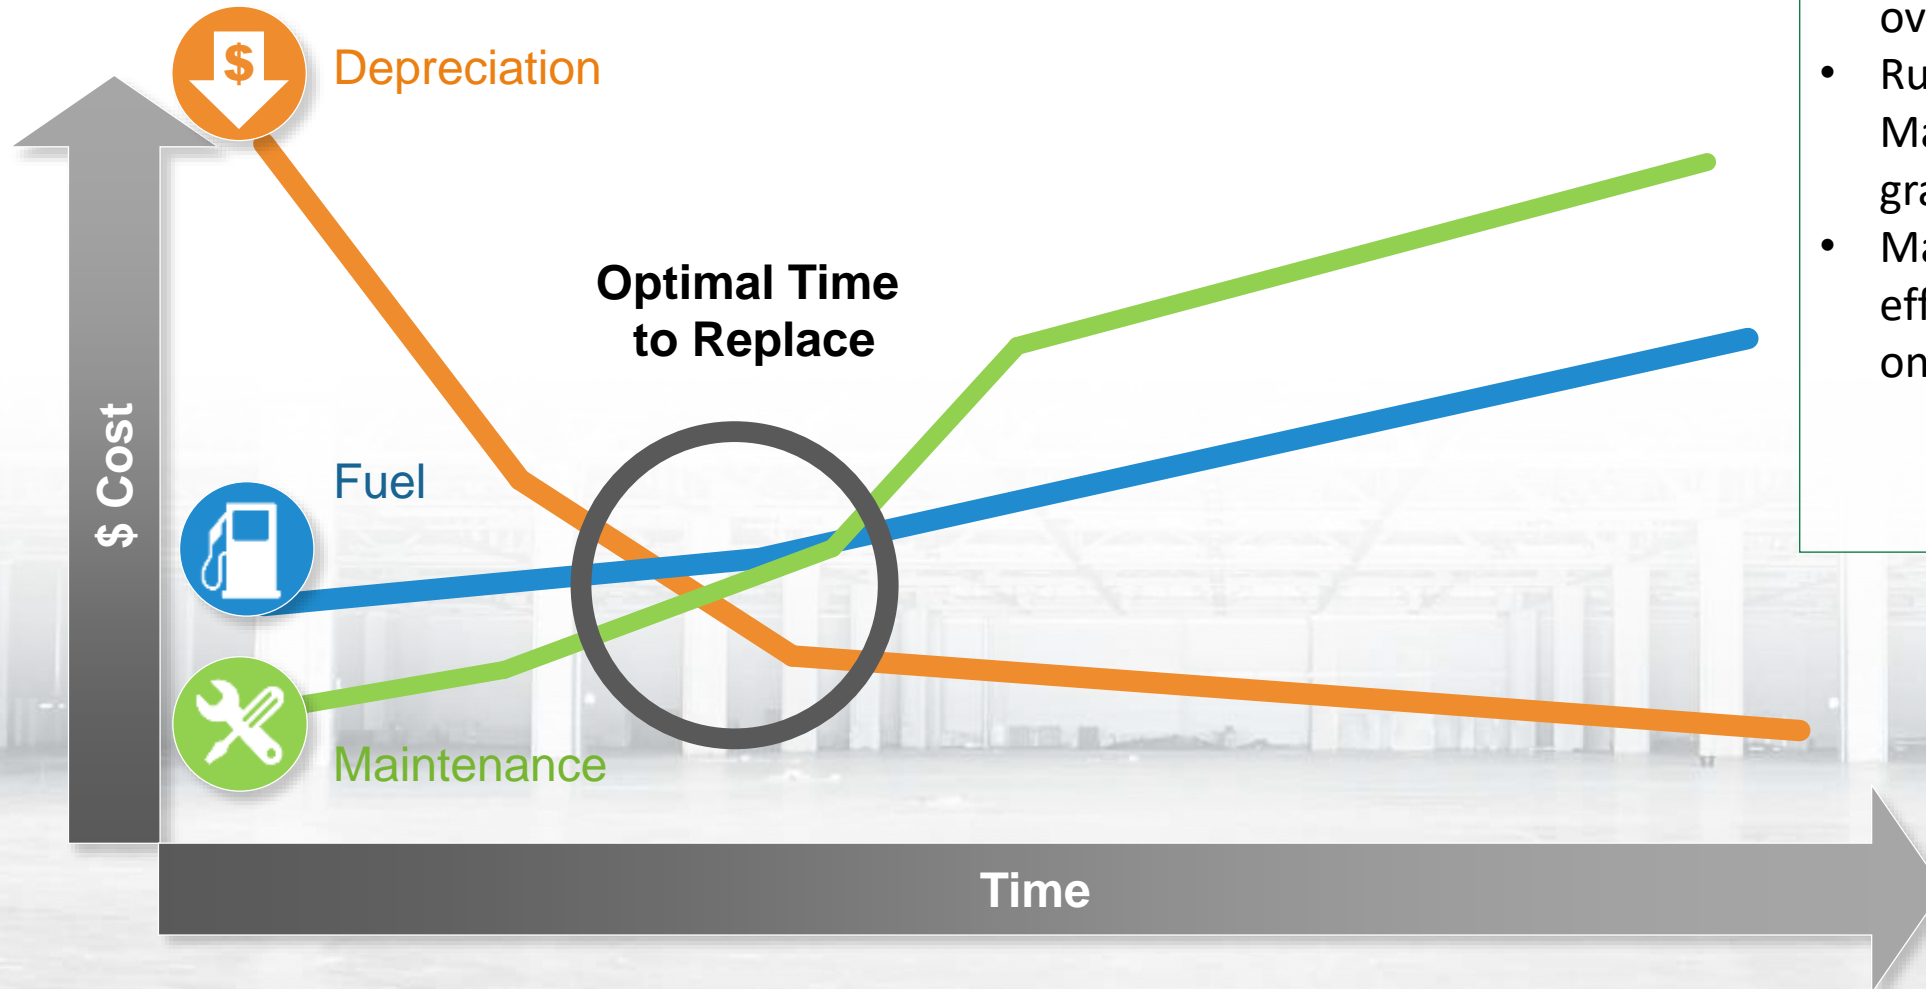 $
Depreciation
Optimal Time
to Replace
$ Cost
Fuel
Maintenance
Time